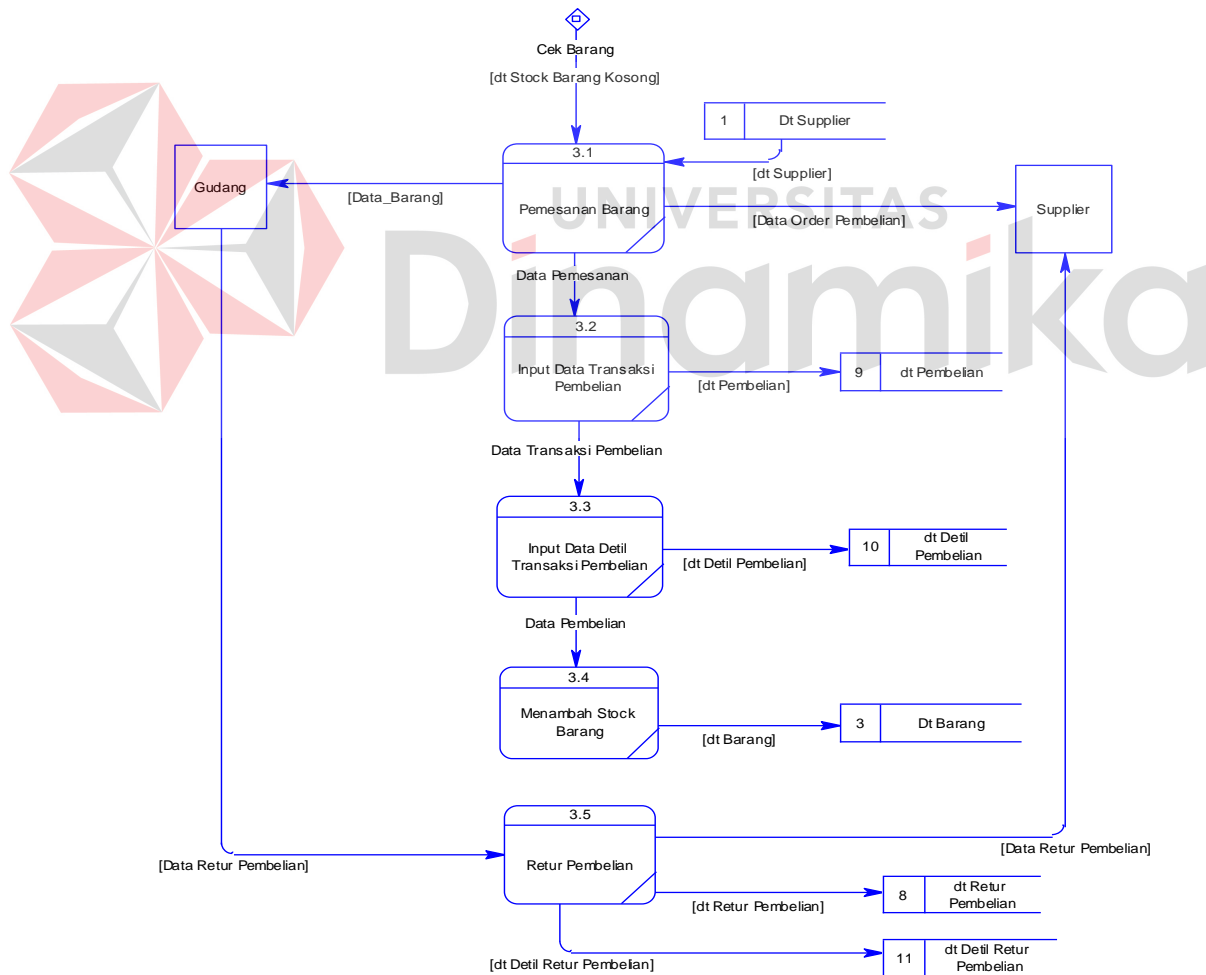 Cek Barang
[dt Stock Barang Kosong]
1
Dt Supplier
3.1
[dt Supplier]
Gudang
[Data_Barang]
Pemesanan Barang
UNIVERSITAS
[Data Order Pembelian]
Supplier
Dinamika
Data Pemesanan
3.2
Input Data Transaksi
Pembelian
[dt Pembelian]
9
dt Pembelian
Data Transaksi Pembelian
3.3
Input Data Detil
Transaksi Pembelian
[dt Detil Pembelian]
10
dt Detil
Pembelian
Data Pembelian
3.4
Menambah Stock
Barang
[dt Barang]
3
Dt Barang
3.5
Retur Pembelian
[Data Retur Pembelian]
[Data Retur Pembelian]
[dt Retur Pembelian]
8
dt Retur
Pembelian
[dt Detil Retur Pembelian]
11
dt Detil Retur
Pembelian